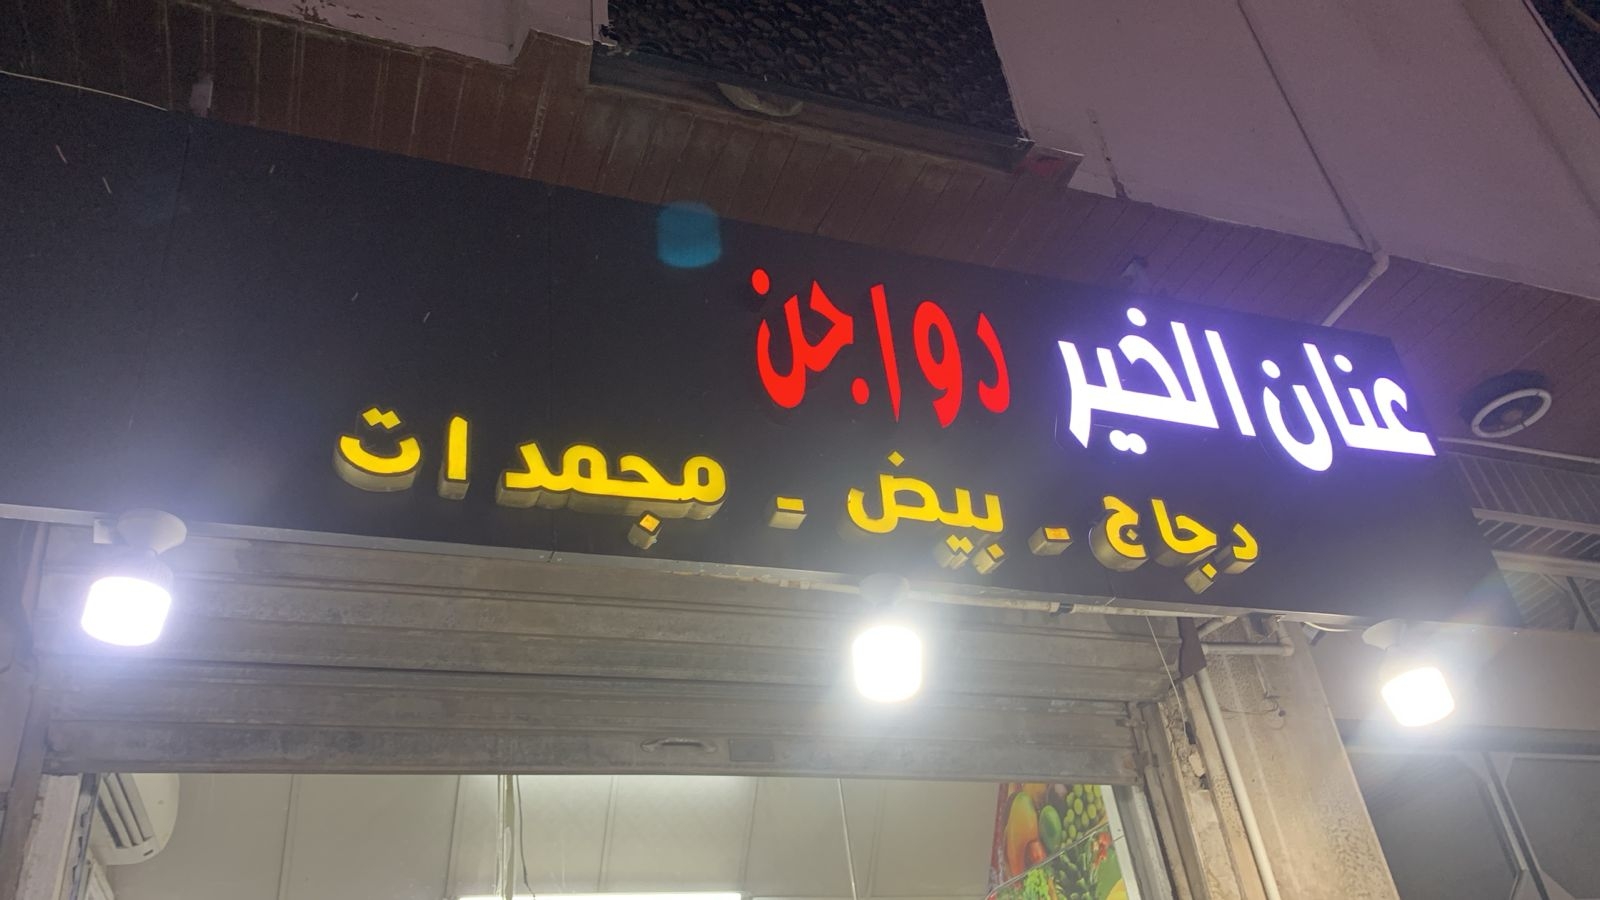 عنان الخير دواجن
دجاج - بيض - مجمدات